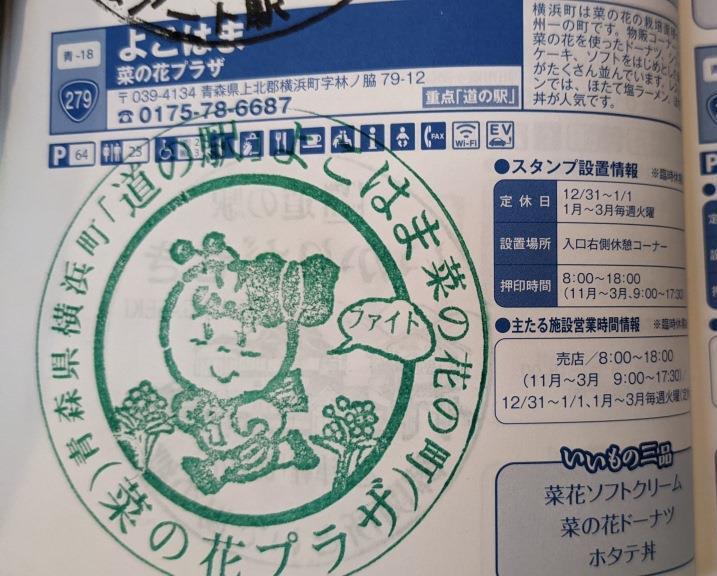 青-18
よこはま
菜の花プラザ
279
〒039-4134 青森県上北郡横浜町字林ノ脇 79-12
☎0175-78-6687
重点「道の駅」
横浜町は菜の花の栽培面積
州一の町です。物販コーナー
菜の花を使ったドーナツ、
ケーキ、ソフトをはじめとし
がたくさん並んでいます。レス
ンでは、ほたて塩ラーメン、
丼が人気です。
P 64
25
FAX
Wi-Fi
EV
青森県横浜町「道の駅」よこはま菜の花の町
(菜の花プラザ)
ファイト
●スタンプ設置情報 ※臨時休
定休日
12/31～1/1
1月～3月毎週火曜
設置場所
入口右側休憩コーナー
押印時間
8:00～18:00
(11月～3月、9:00～17:30)
●主たる施設営業時間情報 ※
売店／8:00～18:00
(11月～3月 9:00～17:30)
12/31～1/1、1月～3月毎週火曜(定
いいもの三品
菜花ソフトクリーム
菜の花ドーナツ
ホタテ丼